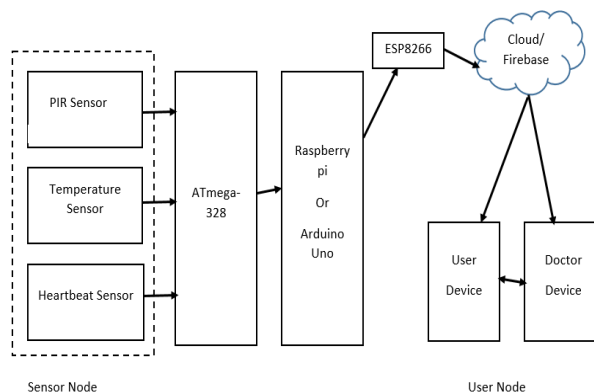 PIR Sensor
Temperature
Sensor
Heartbeat Sensor
ATmega-
328
Raspberry
pi
Or
Arduino
Uno
ESP8266
Cloud/
Firebase
User
Device
Doctor
Device
Sensor Node
User Node